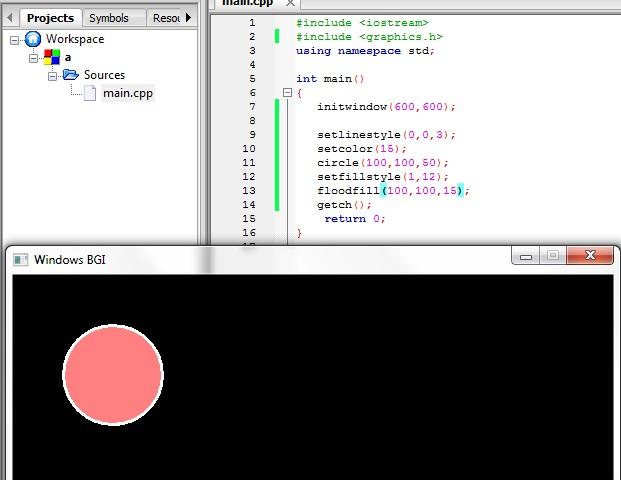 Projects Symbols Resou
Workspace
a
Sources
main.cpp
main.cpp
1 #include <iostream>
2 #include <graphics.h>
3 using namespace std;
4
5 int main()
6 {
7 initwindow(600,600);
8
9 setlinestyle(0,0,3);
10 setcolor(15);
11 circle(100,100,50);
12 setfillstyle(1,12);
13 floodfill(100,100,15);
14 getch();
15 return 0;
16 }
Windows BGI